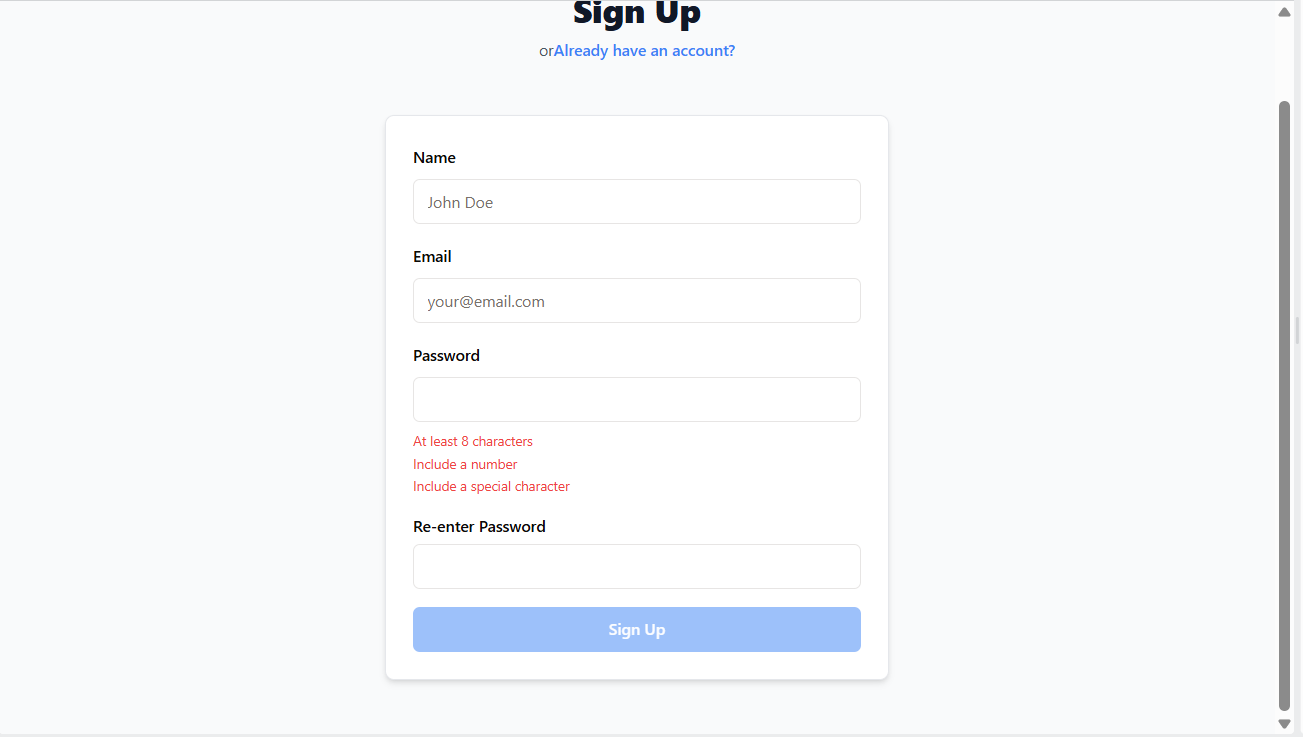 Sign Up
orAlready have an account?
Name
John Doe
Email
your@email.com
Password
At least 8 characters
Include a number
Include a special character
Re-enter Password
Sign Up